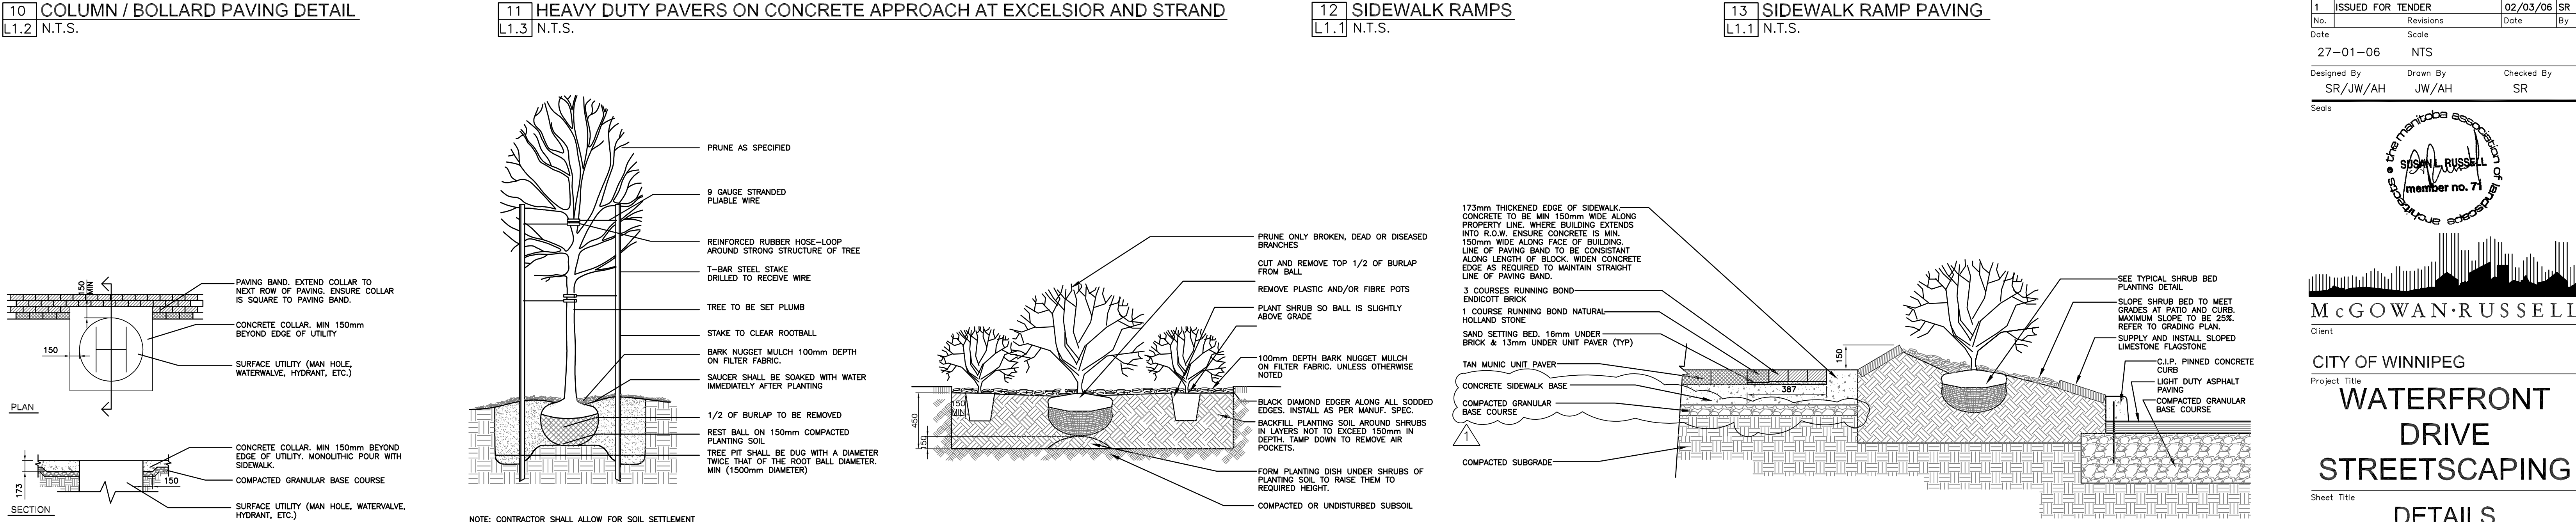 10 COLUMN / BOLLARD PAVING DETAIL
L1.2 N.T.S.
11 HEAVY DUTY PAVERS ON CONCRETE APPROACH AT EXCELSIOR AND STRAND
L1.3 N.T.S.
12 SIDEWALK RAMPS
L1.1 N.T.S.
13 SIDEWALK RAMP PAVING
L1.1 N.T.S.
150
MIN
150
PAVING BAND. EXTEND COLLAR TO
NEXT ROW OF PAVING. ENSURE COLLAR
IS SQUARE TO PAVING BAND.
CONCRETE COLLAR. MIN 150mm
BEYOND EDGE OF UTILITY
SURFACE UTILITY (MAN HOLE,
WATERWALVE, HYDRANT, ETC.)
PLAN
CONCRETE COLLAR. MIN 150mm BEYOND
EDGE OF UTILITY. MONOLITHIC POUR WITH
SIDEWALK.
COMPACTED GRANULAR BASE COURSE
150
173
SURFACE UTILITY (MAN HOLE, WATERVALVE,
HYDRANT, ETC.)
SECTION
PRUNE AS SPECIFIED
9 GAUGE STRANDED
PLIABLE WIRE
REINFORCED RUBBER HOSE-LOOP
AROUND STRONG STRUCTURE OF TREE
T-BAR STEEL STAKE
DRILLED TO RECEIVE WIRE
TREE TO BE SET PLUMB
STAKE TO CLEAR ROOTBALL
BARK NUGGET MULCH 100mm DEPTH
ON FILTER FABRIC.
SAUCER SHALL BE SOAKED WITH WATER
IMMEDIATELY AFTER PLANTING
1/2 OF BURLAP TO BE REMOVED
REST BALL ON 150mm COMPACTED
PLANTING SOIL
TREE PIT SHALL BE DUG WITH A DIAMETER
TWICE THAT OF THE ROOT BALL DIAMETER.
MIN (1500mm DIAMETER)
NOTE: CONTRACTOR SHALL ALLOW FOR SOIL SETTLEMENT
PRUNE ONLY BROKEN, DEAD OR DISEASED
BRANCHES
CUT AND REMOVE TOP 1/2 OF BURLAP
FROM BALL
REMOVE PLASTIC AND/OR FIBRE POTS
PLANT SHRUB SO BALL IS SLIGHTLY
ABOVE GRADE
100mm DEPTH BARK NUGGET MULCH
ON FILTER FABRIC. UNLESS OTHERWISE
NOTED
BLACK DIAMOND EDGER ALONG ALL SODDED
EDGES. INSTALL AS PER MANUF. SPEC.
BACKFILL PLANTING SOIL AROUND SHRUBS
IN LAYERS NOT TO EXCEED 150mm IN
DEPTH. TAMP DOWN TO REMOVE AIR
POCKETS.
FORM PLANTING DISH UNDER SHRUBS OF
PLANTING SOIL TO RAISE THEM TO
REQUIRED HEIGHT.
COMPACTED OR UNDISTURBED SUBSOIL
450
150
MIN
150
173mm THICKENED EDGE OF SIDEWALK.
CONCRETE TO BE MIN 150mm WIDE ALONG
PROPERTY LINE. WHERE BUILDING EXTENDS
INTO R.O.W. ENSURE CONCRETE IS MIN.
150mm WIDE ALONG FACE OF BUILDING.
LINE OF PAVING BAND TO BE CONSISTANT
ALONG LENGTH OF BLOCK. WIDEN CONCRETE
EDGE AS REQUIRED TO MAINTAIN STRAIGHT
LINE OF PAVING BAND.
3 COURSES RUNNING BOND
ENDICOTT BRICK
1 COURSE RUNNING BOND NATURAL
HOLLAND STONE
SAND SETTING BED. 16mm UNDER
BRICK & 13mm UNDER UNIT PAVER (TYP)
TAN MUNIC UNIT PAVER
CONCRETE SIDEWALK BASE
COMPACTED GRANULAR
BASE COURSE
1
COMPACTED SUBGRADE
387
150
SEE TYPICAL SHRUB BED
PLANTING DETAIL
SLOPE SHRUB BED TO MEET
GRADES AT PATIO AND CURB.
MAXIMUM SLOPE TO BE 25%.
REFER TO GRADING PLAN.
SUPPLY AND INSTALL SLOPED
LIMESTONE FLAGSTONE
C.I.P. PINNED CONCRETE
CURB
LIGHT DUTY ASPHALT
PAVING
COMPACTED GRANULAR
BASE COURSE
1 ISSUED FOR TENDER 02/03/06 SR
No. Revisions Date By
Date Scale
27-01-06 NTS
Designed By Drawn By Checked By
SR/JW/AH JW/AH SR
Seals
the manitoba association of landscape architects
SUSAN L. RUSSELL
member no. 71
McGOWAN·RUSSELL
Client
CITY OF WINNIPEG
Project Title
WATERFRONT
DRIVE
STREETSCAPING
Sheet Title
DETAILS